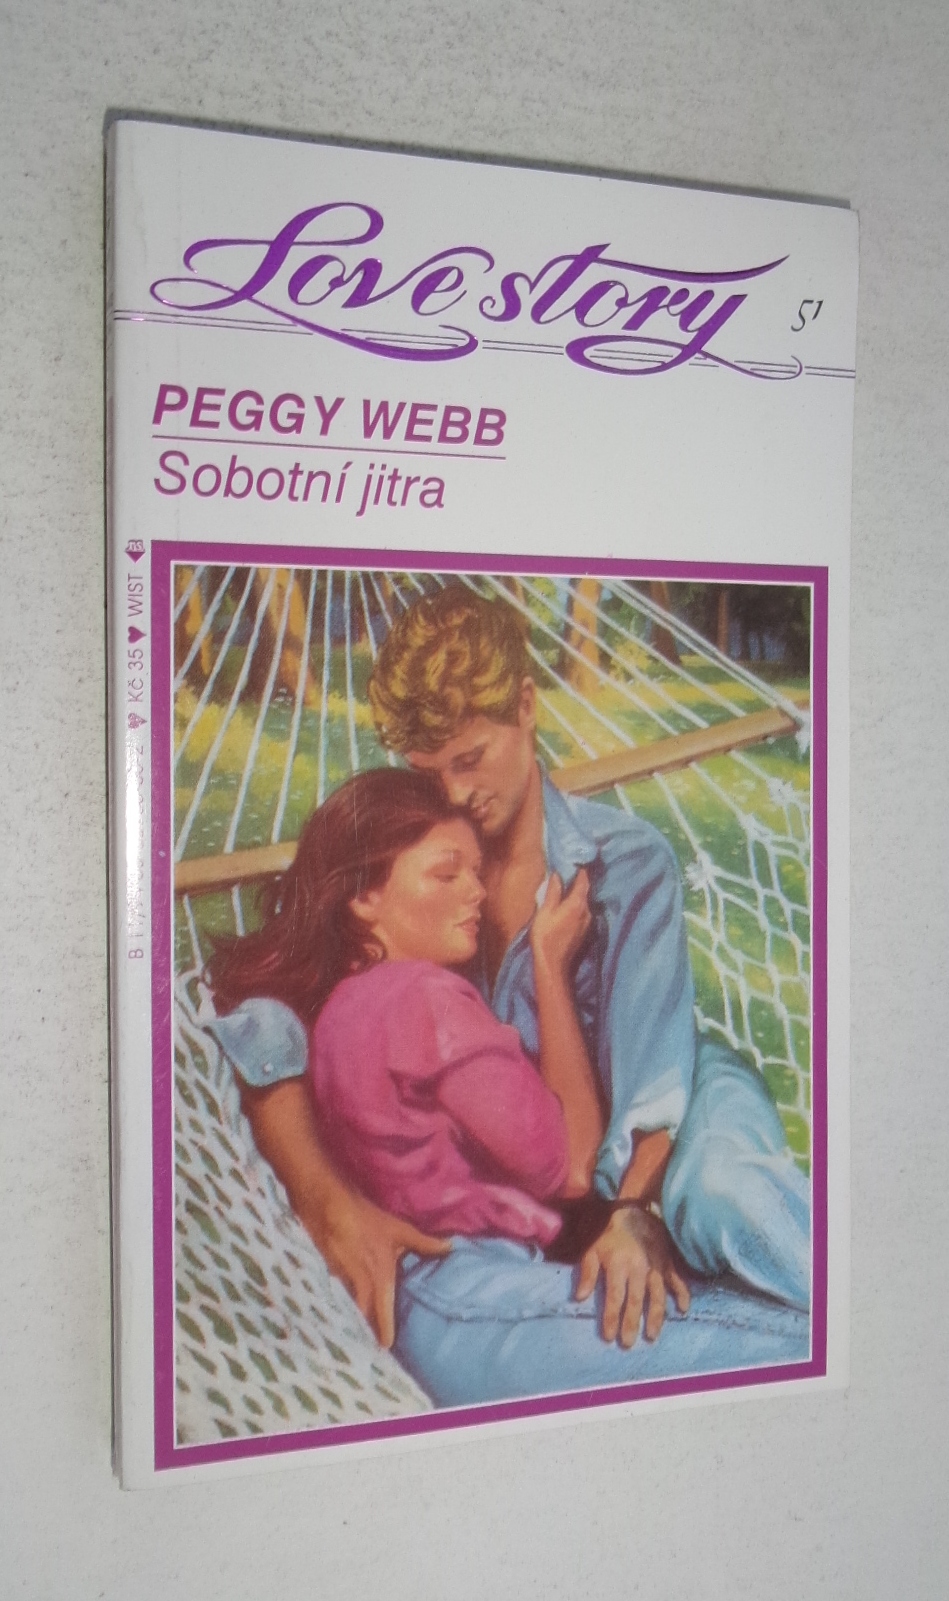 Love story
51
PEGGY WEBB
Sobotní jitra
Kč 35 ♥ WIST